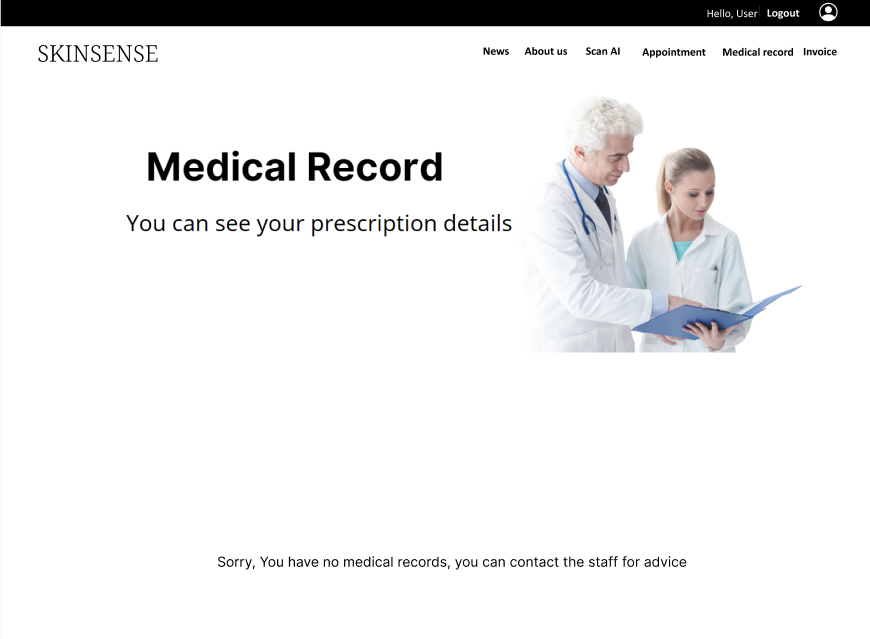 Hello, User Logout
SKINSENSE
News About us Scan AI Appointment Medical record Invoice
Medical Record
You can see your prescription details
Sorry, You have no medical records, you can contact the staff for advice